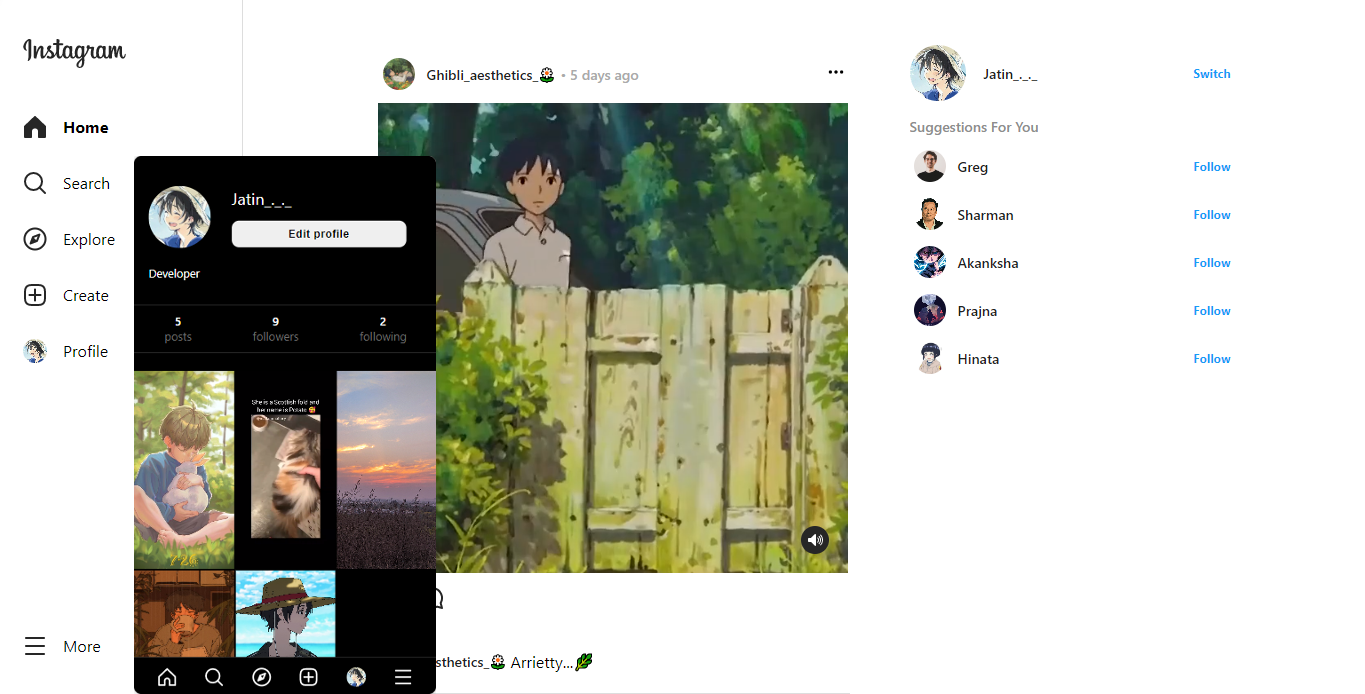 Instagram
Home
Search
Explore
Create
Profile
More
Ghibli_aesthetics_🌼 • 5 days ago
sthetics_🌼 Arrietty...🌿
Jatin_._._
Edit profile
Developer
5 9 2
posts followers following
She is a Scottish fold and
her name is Potato 🥰
Jatin_._._ Switch
Suggestions For You
Greg Follow
Sharman Follow
Akanksha Follow
Prajna Follow
Hinata Follow